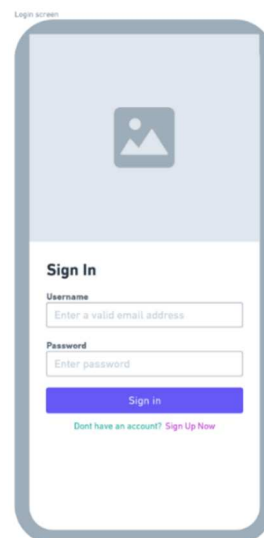 Login screen
Sign In
Username
Enter a valid email address
Password
Enter password
Sign in
Dont have an account? Sign Up Now